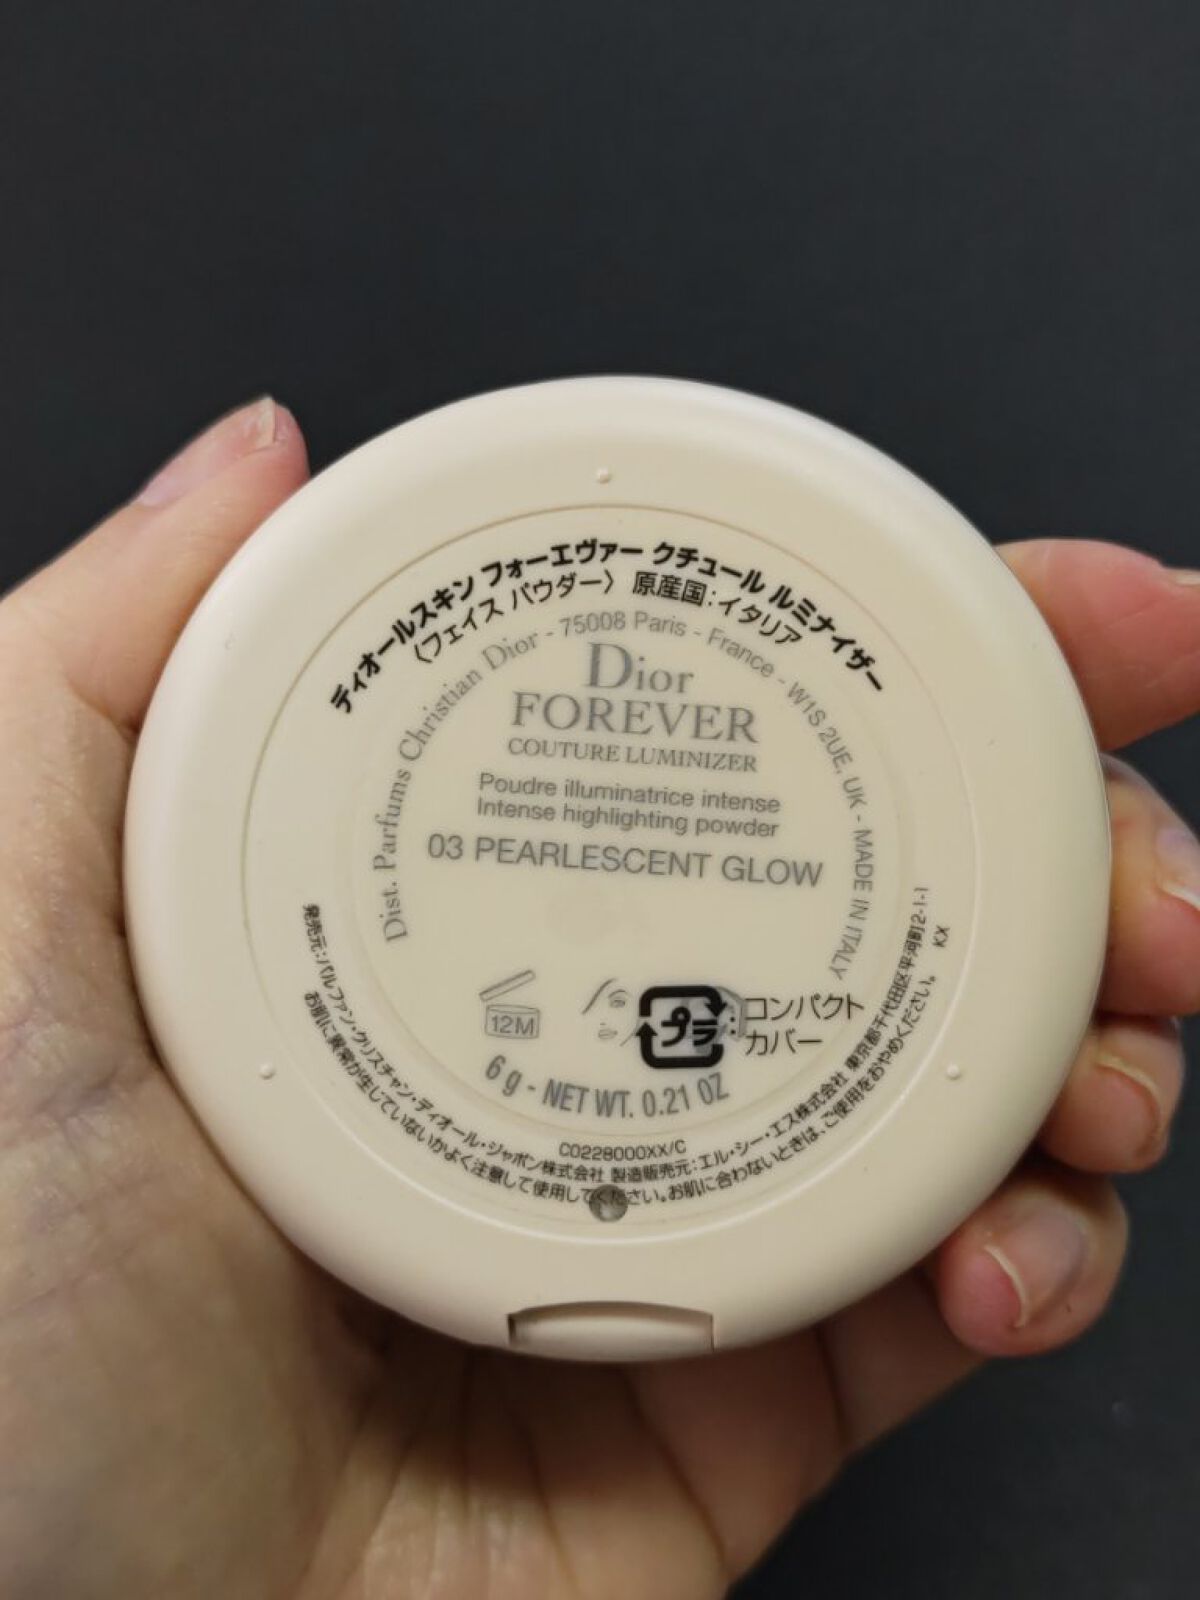 ディオールスキン フォーエヴァー クチュール ルミナイザー
〈フェイス パウダー〉 原産国:イタリア
Dist. Parfums Christian Dior - 75008 Paris - France - W1S 2UE, UK - MADE IN ITALY
Dior
FOREVER
COUTURE LUMINIZER
Poudre illuminatrice intense
Intense highlighting powder
03 PEARLESCENT GLOW
12M
プラ
:コンパクト
カバー
6 g - NET WT. 0.21 OZ
C0228000XX/C
発売元:パルファン・クリスチャン・ディオール・ジャポン株式会社 製造販売元:エル・シー・エス株式会社 東京都千代田区平河町2-1-1
お肌に異常が生じていないかよく注意して使用してください。お肌に合わないときは、ご使用をおやめください。
KX